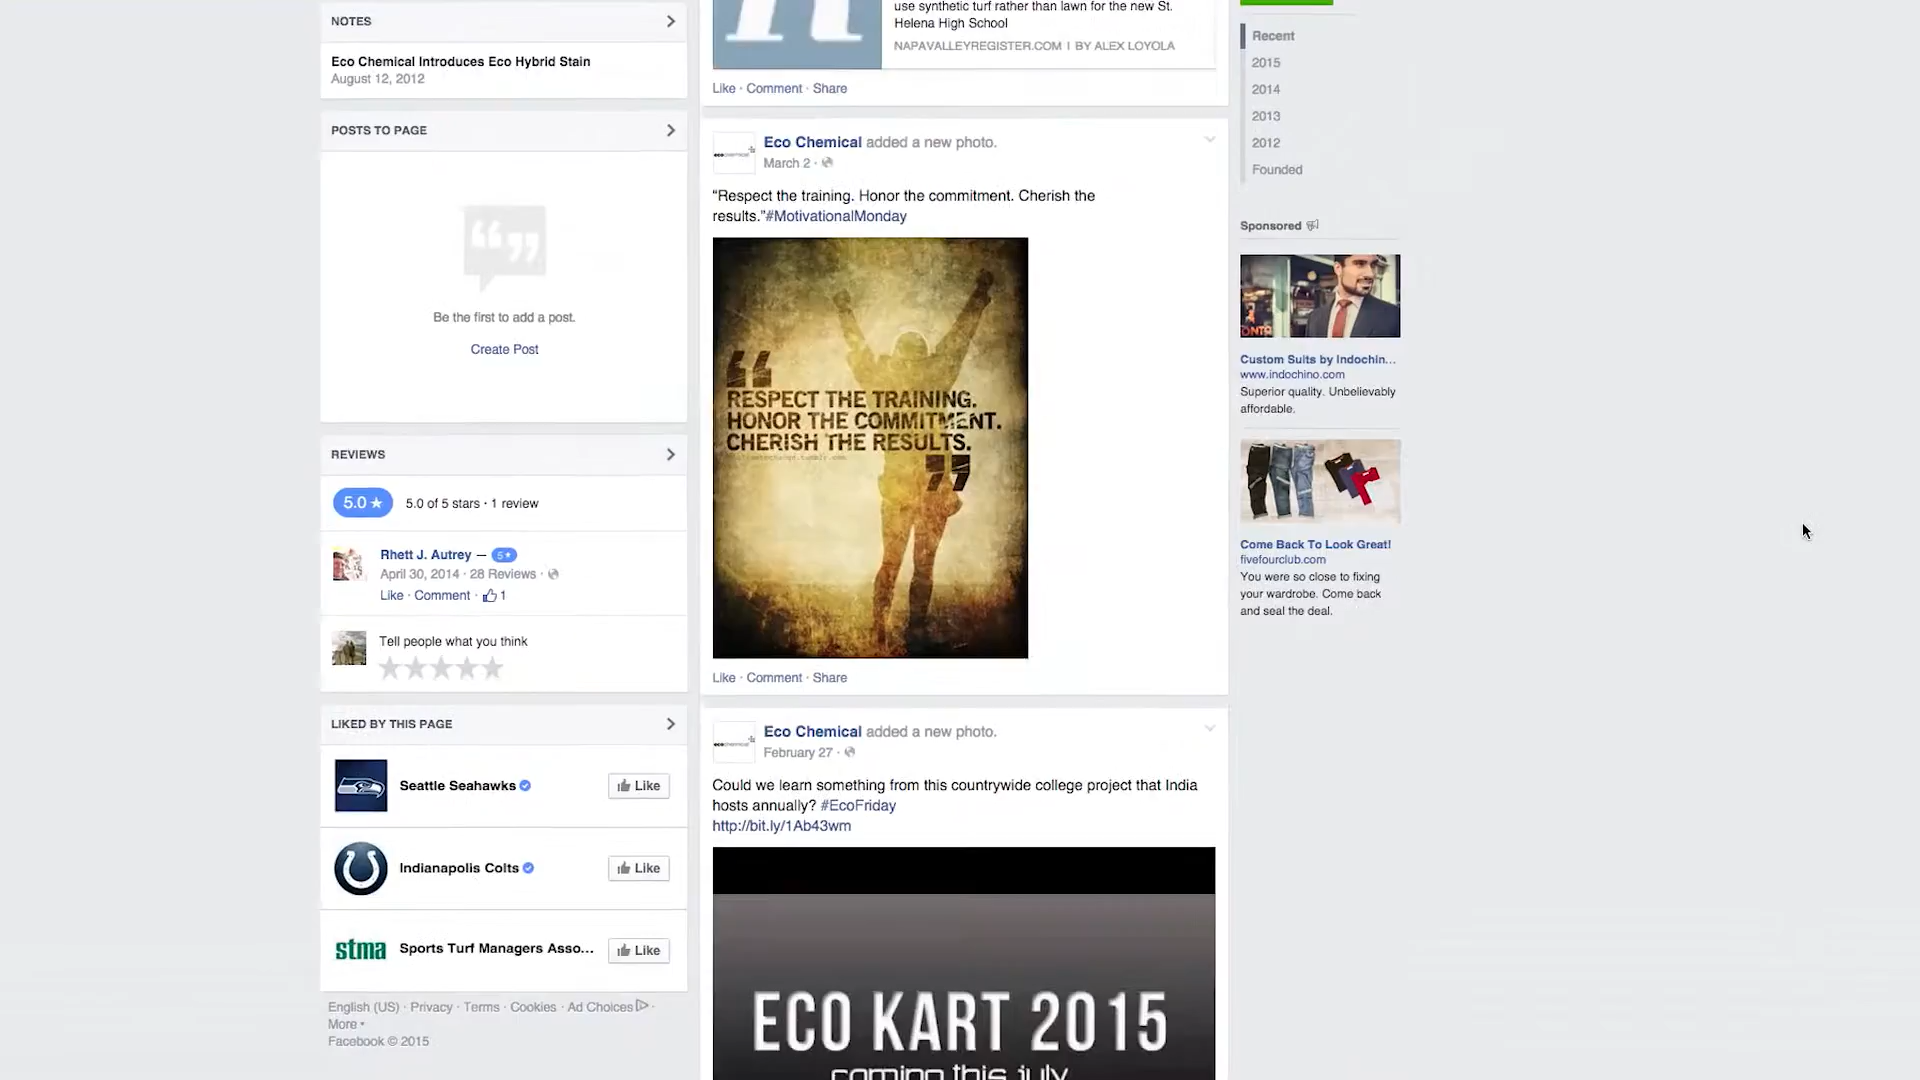 NOTES
Eco Chemical Introduces Eco Hybrid Stain
August 12, 2012
POSTS TO PAGE
Be the first to add a post.
Create Post
REVIEWS
5.0 ★ 5.0 of 5 stars · 1 review
Rhett J. Autrey — 5★
April 30, 2014 · 28 Reviews ·
Like · Comment · 1
Tell people what you think
LIKED BY THIS PAGE
Seattle Seahawks
Like
Indianapolis Colts
Like
stma
Sports Turf Managers Asso...
Like
English (US) · Privacy · Terms · Cookies · Ad Choices ·
More
Facebook © 2015
use synthetic turf rather than lawn for the new St.
Helena High School
NAPAVALLEYREGISTER.COM | BY ALEX LOYOLA
Like · Comment · Share
Eco Chemical added a new photo.
March 2 ·
“Respect the training. Honor the commitment. Cherish the
results.”#MotivationalMonday
“
RESPECT THE TRAINING.
HONOR THE COMMITMENT.
CHERISH THE RESULTS.
”
Like · Comment · Share
Eco Chemical added a new photo.
February 27 ·
Could we learn something from this countrywide college project that India
hosts annually? #EcoFriday
http://bit.ly/1Ab43wm
ECO KART 2015
coming this july
Recent
2015
2014
2013
2012
Founded
Sponsored
Custom Suits by Indochin...
www.indochino.com
Superior quality. Unbelievably
affordable.
Come Back To Look Great!
fivefourclub.com
You were so close to fixing
your wardrobe. Come back
and seal the deal.